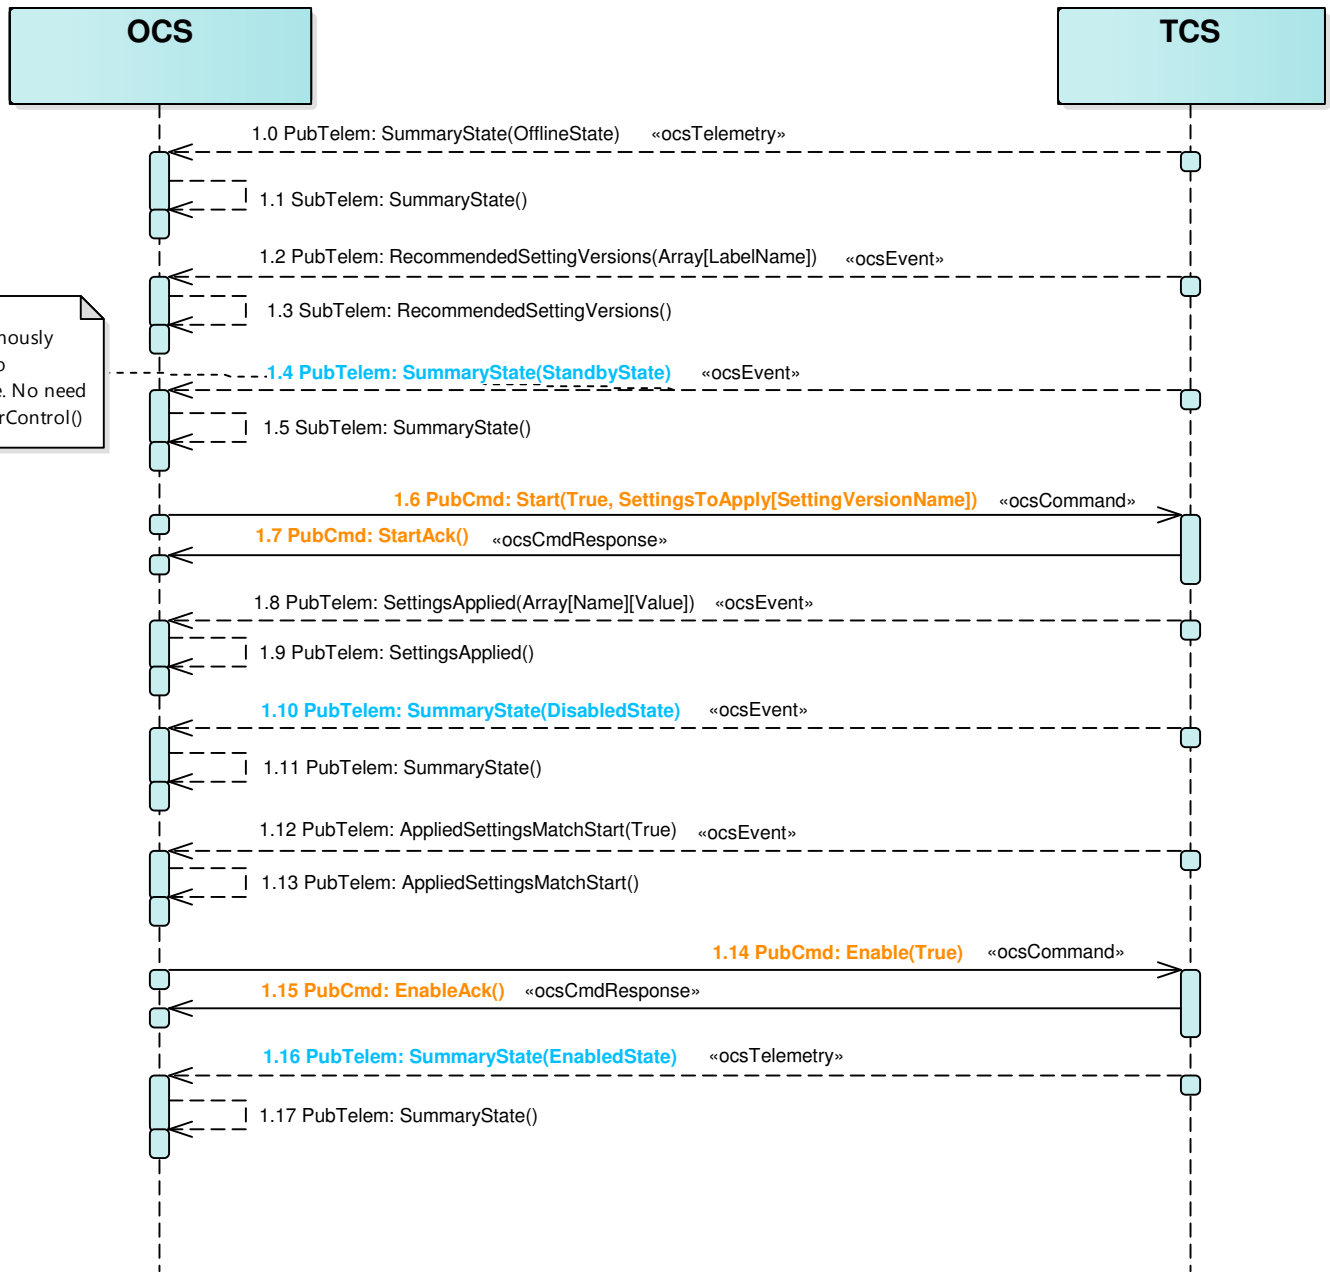 OCS
TCS
1.0 PubTelem: SummaryState(OfflineState) «ocsTelemetry»
1.1 SubTelem: SummaryState()
1.2 PubTelem: RecommendedSettingVersions(Array[LabelName]) «ocsEvent»
1.3 SubTelem: RecommendedSettingVersions()
. No need
1.4 PubTelem: SummaryState(StandbyState) «ocsEvent»
1.5 SubTelem: SummaryState()
1.6 PubCmd: Start(True, SettingsToApply[SettingVersionName]) «ocsCommand»
1.7 PubCmd: StartAck() «ocsCmdResponse»
1.8 PubTelem: SettingsApplied(Array[Name][Value]) «ocsEvent»
1.9 PubTelem: SettingsApplied()
1.10 PubTelem: SummaryState(DisabledState) «ocsEvent»
1.11 PubTelem: SummaryState()
1.12 PubTelem: AppliedSettingsMatchStart(True) «ocsEvent»
1.13 PubTelem: AppliedSettingsMatchStart()
1.14 PubCmd: Enable(True) «ocsCommand»
1.15 PubCmd: EnableAck() «ocsCmdResponse»
1.16 PubTelem: SummaryState(EnabledState) «ocsTelemetry»
1.17 PubTelem: SummaryState()